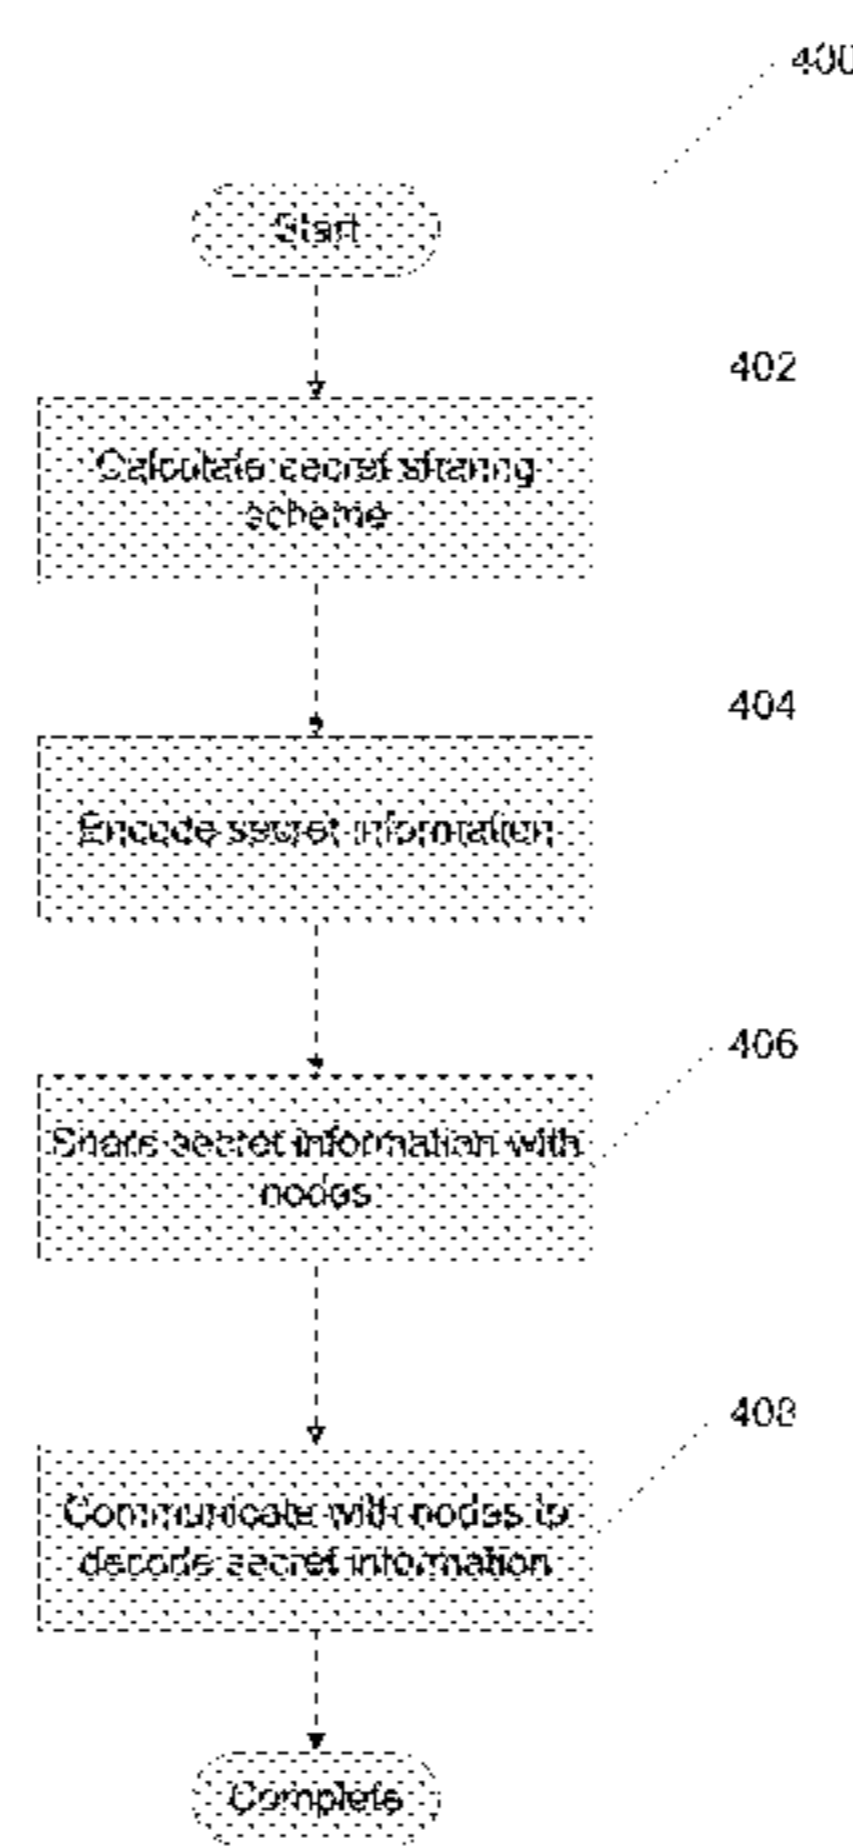 400
Start
402
Calculate secret sharing
scheme
404
Encode secret information
406
Share secret information with
nodes
408
Communicate with nodes to
decode secret information
Complete